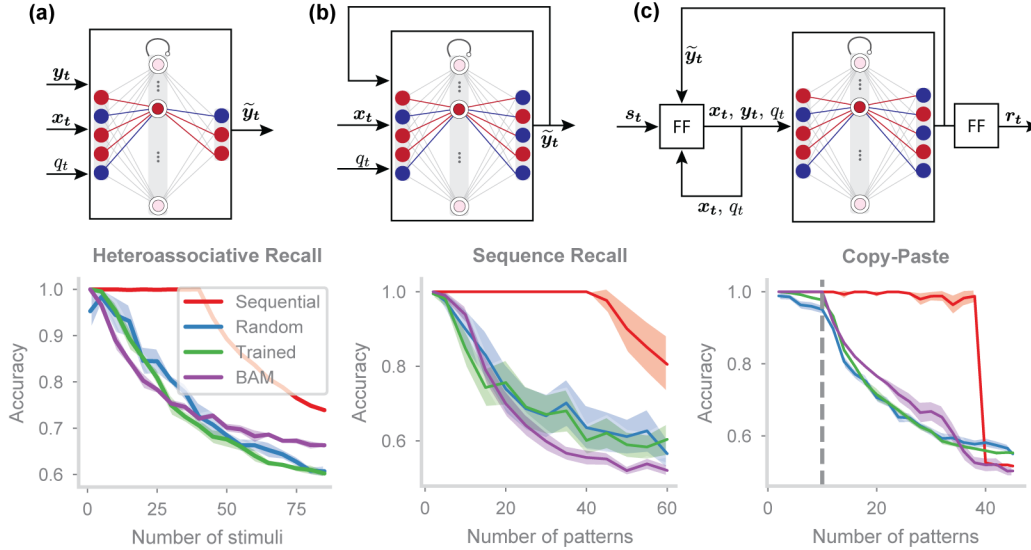 (a)
y_t
x_t
q_t
ỹ_t
(b)
x_t
q_t
ỹ_t
(c)
ỹ_t
s_t
FF
x_t, y_t, q_t
x_t, q_t
FF
r_t
Heteroassociative Recall
Accuracy
1.0
0.9
0.8
0.7
0.6
Sequential
Random
Trained
BAM
0
25
50
75
Number of stimuli
Sequence Recall
Accuracy
1.0
0.8
0.6
0
20
40
60
Number of patterns
Copy-Paste
Accuracy
1.0
0.8
0.6
0
20
40
Number of patterns